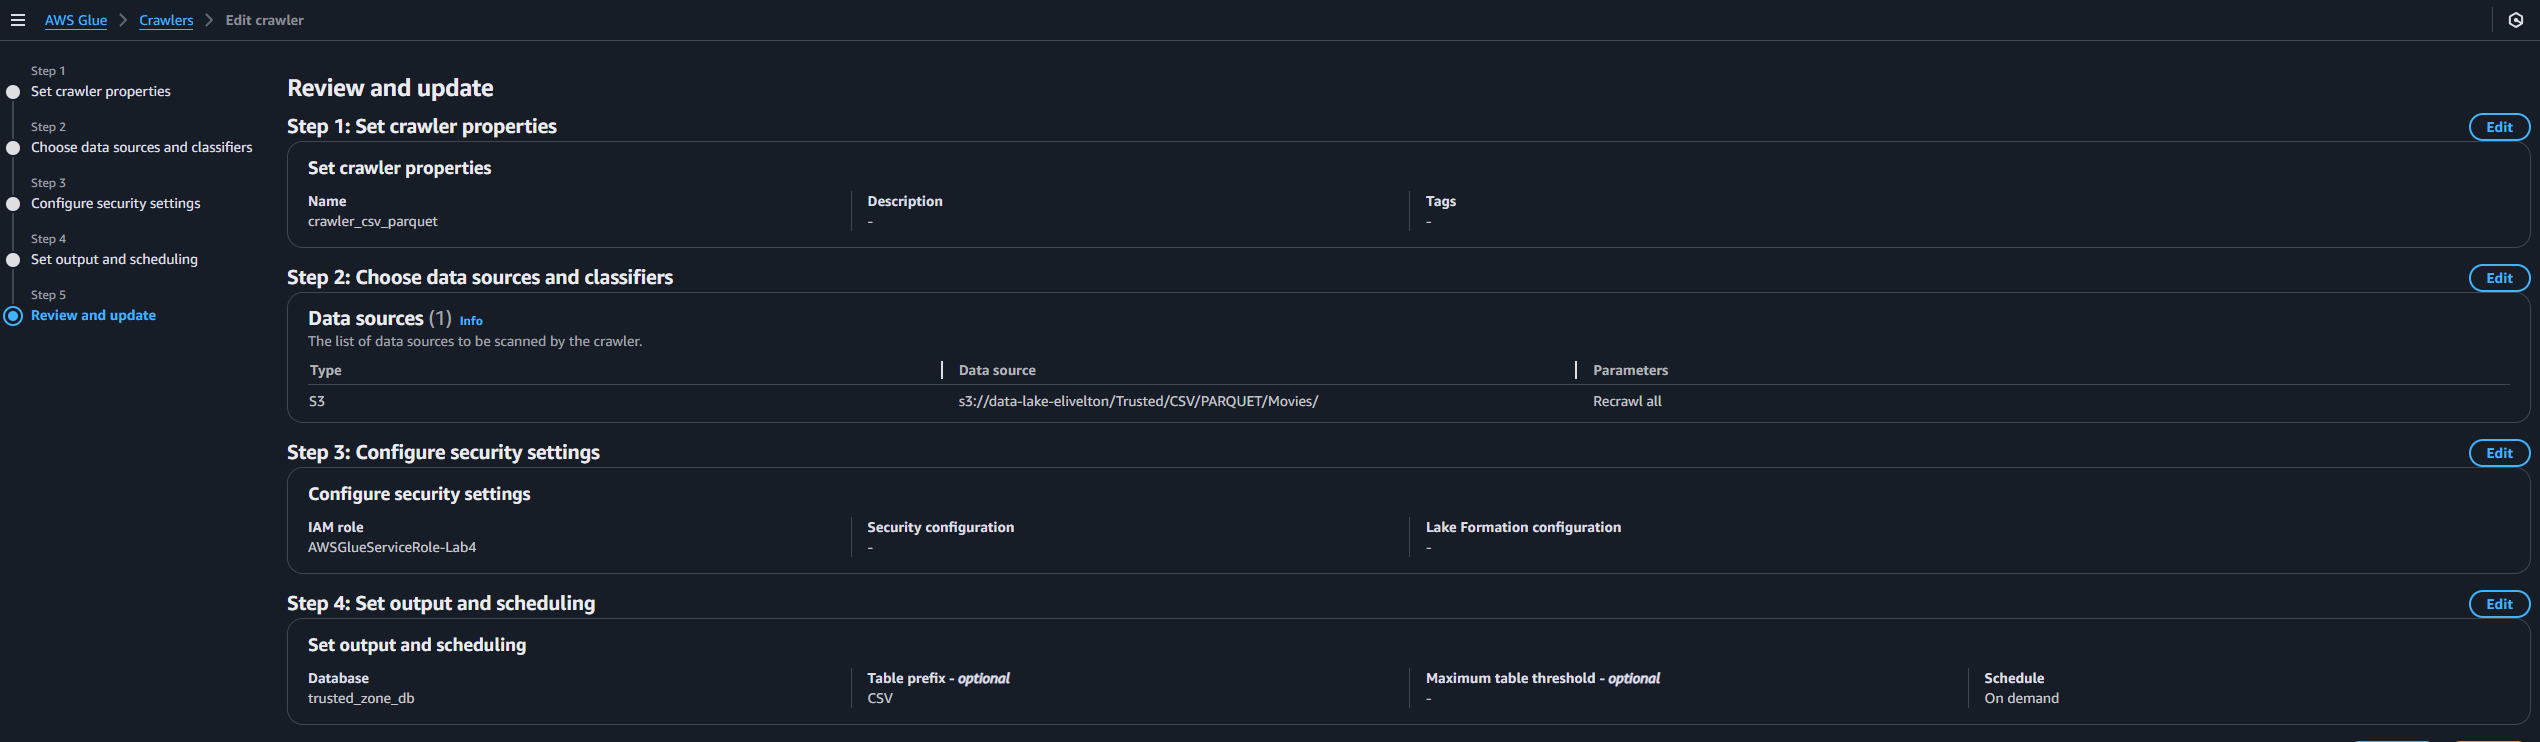 AWS Glue > Crawlers > Edit crawler
Step 1
Set crawler properties
Step 2
Choose data sources and classifiers
Step 3
Configure security settings
Step 4
Set output and scheduling
Step 5
Review and update
Review and update
Step 1: Set crawler properties
Edit
Set crawler properties
Name
crawler_csv_parquet
Description
-
Tags
-
Step 2: Choose data sources and classifiers
Edit
Data sources (1) Info
The list of data sources to be scanned by the crawler.
Type Data source Parameters
S3 s3://data-lake-elivelton/Trusted/CSV/PARQUET/Movies/ Recrawl all
Step 3: Configure security settings
Edit
Configure security settings
IAM role
AWSGlueServiceRole-Lab4
Security configuration
-
Lake Formation configuration
-
Step 4: Set output and scheduling
Edit
Set output and scheduling
Database
trusted_zone_db
Table prefix - optional
CSV
Maximum table threshold - optional
-
Schedule
On demand